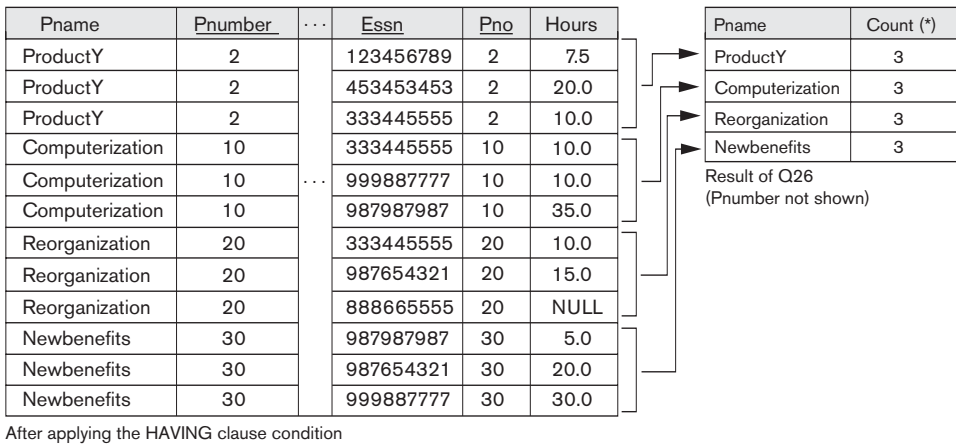 Pname Pnumber ... Essn Pno Hours
ProductY 2 123456789 2 7.5
ProductY 2 453453453 2 20.0
ProductY 2 333445555 2 10.0
Computerization 10 333445555 10 10.0
Computerization 10 ... 999887777 10 10.0
Computerization 10 987987987 10 35.0
Reorganization 20 333445555 20 10.0
Reorganization 20 987654321 20 15.0
Reorganization 20 888665555 20 NULL
Newbenefits 30 987987987 30 5.0
Newbenefits 30 987654321 30 20.0
Newbenefits 30 999887777 30 30.0
After applying the HAVING clause condition
Pname Count (*)
ProductY 3
Computerization 3
Reorganization 3
Newbenefits 3
Result of Q26
(Pnumber not shown)